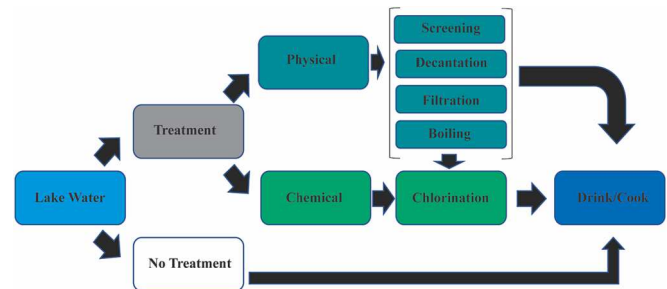 Screening
Physical
Decantation
Filtration
Treatment
Boiling
Lake Water
Chemical
Chlorination
Drink/Cook
No Treatment